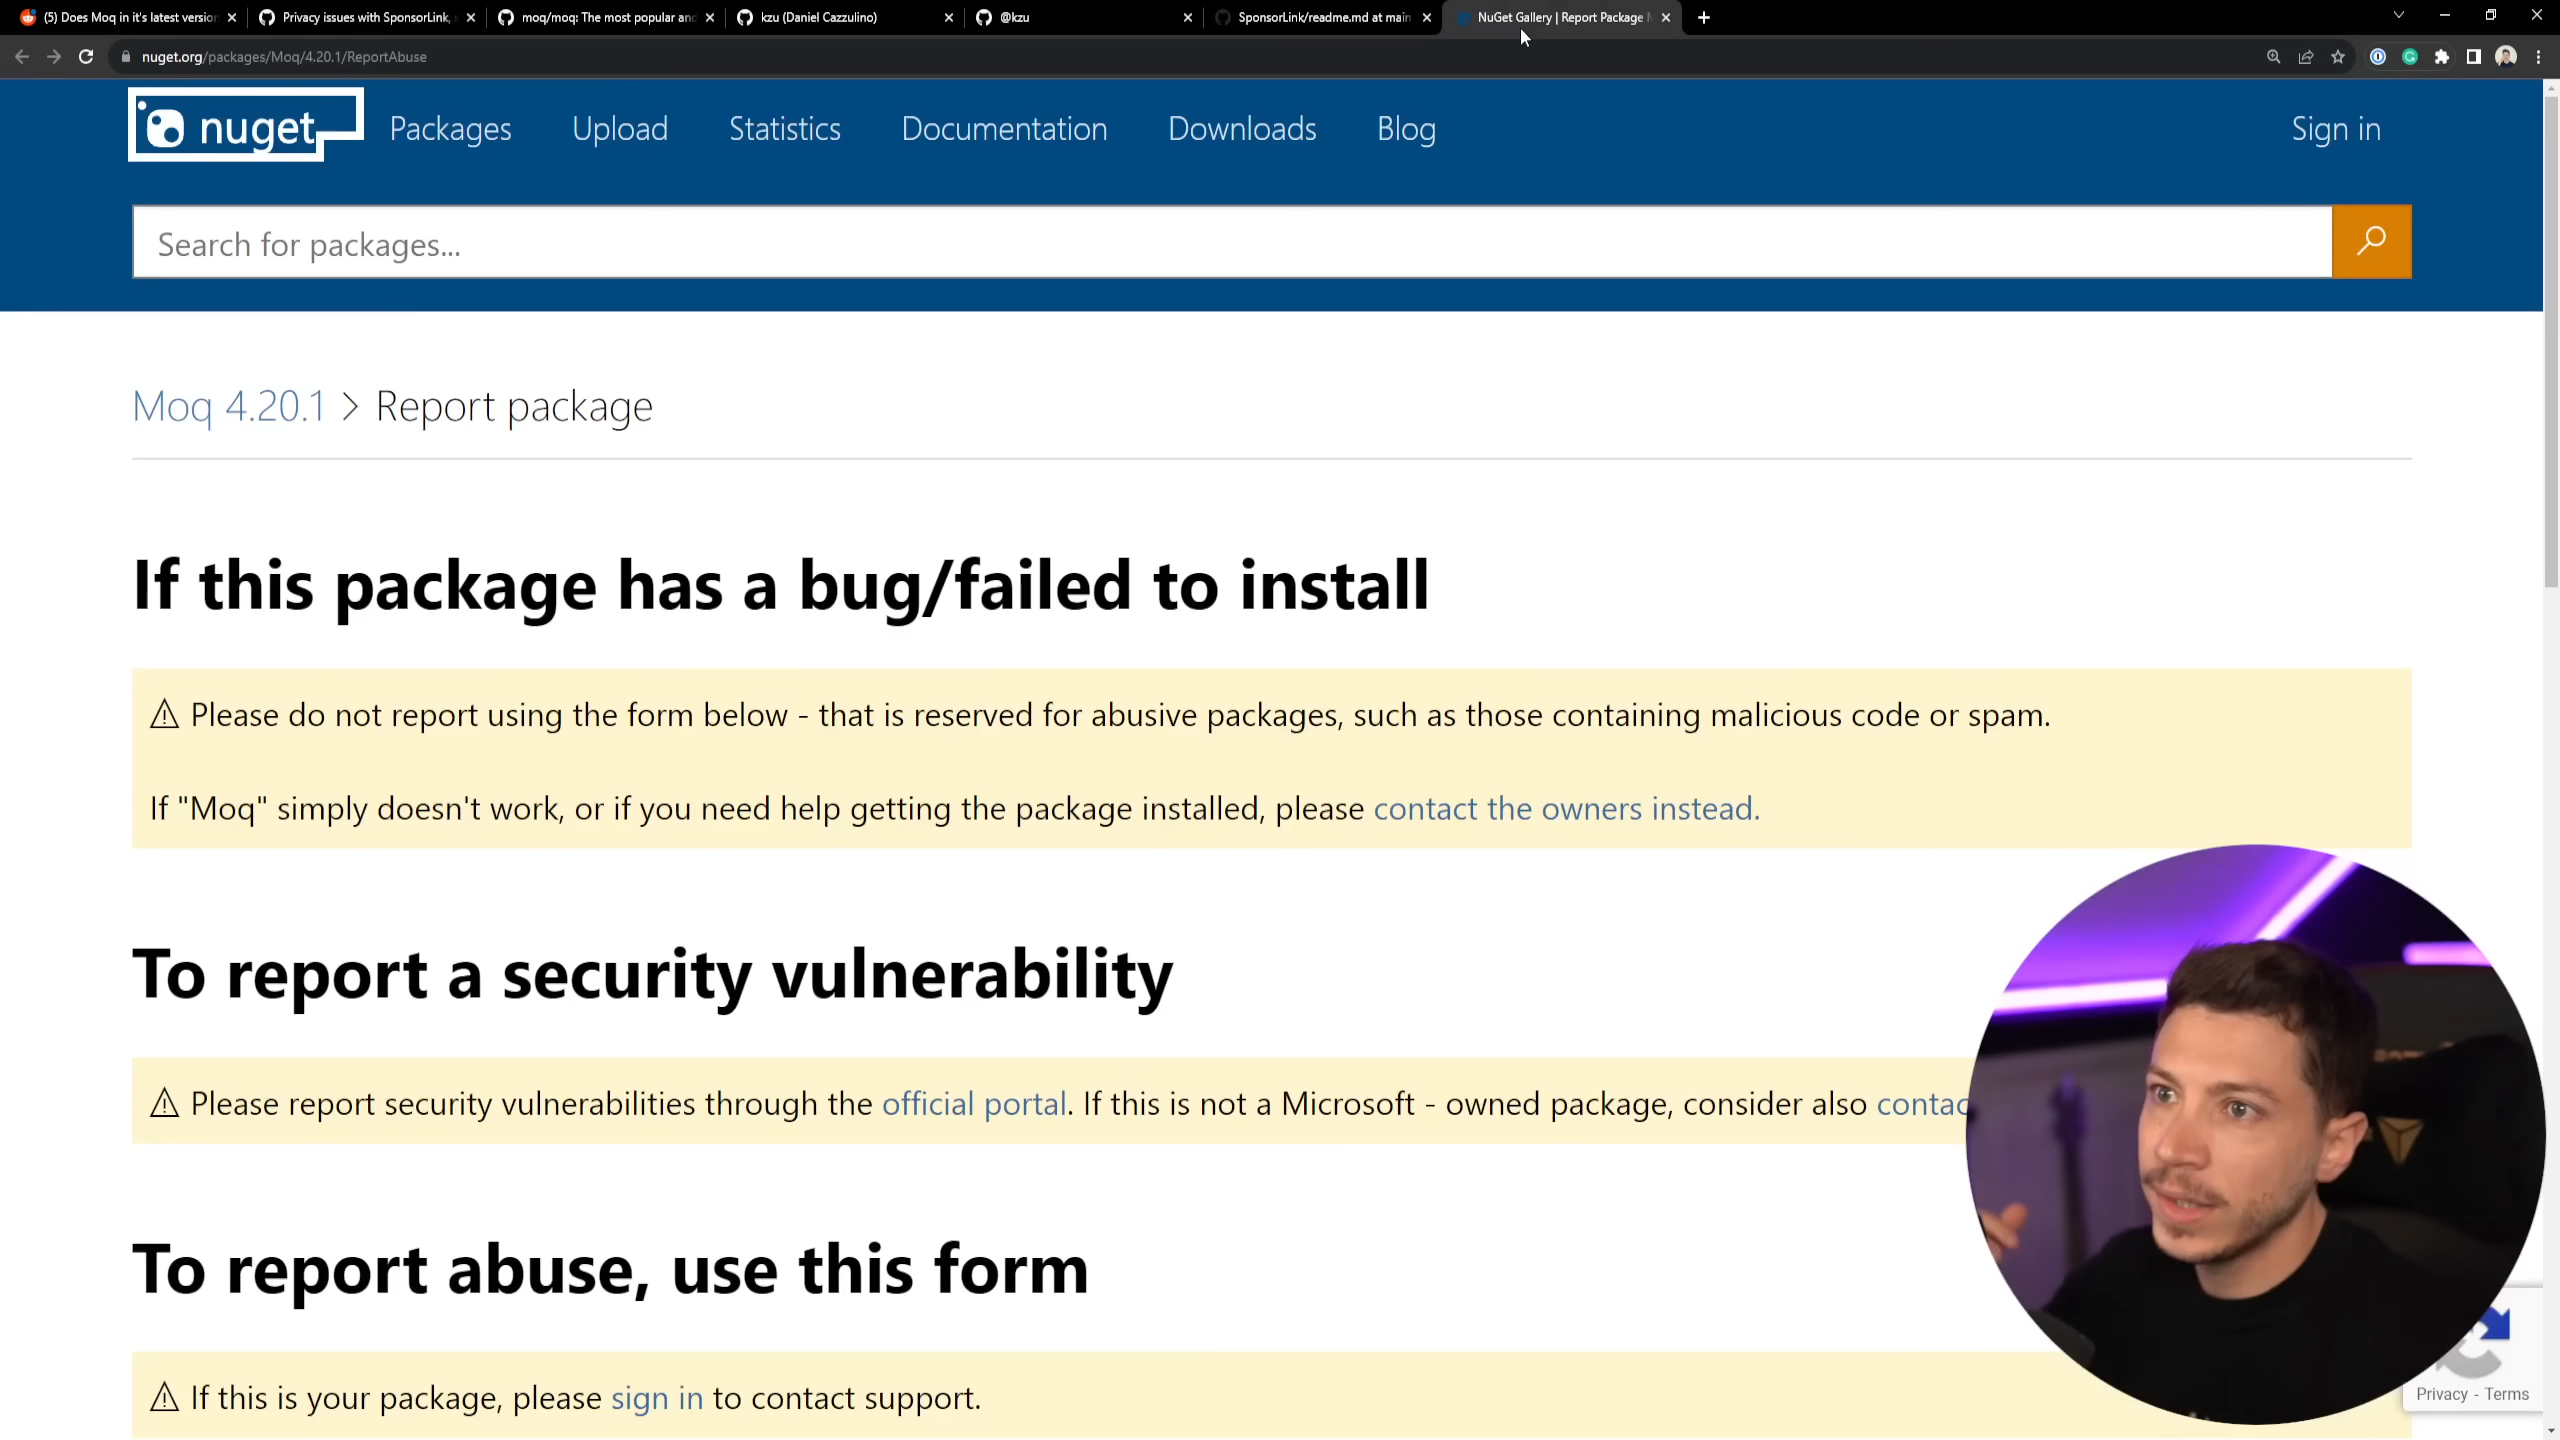 (5) Does Moq in it's latest version
Privacy issues with SponsorLink,
moq/moq: The most popular and
kzu (Daniel Cazzulino)
@kzu
SponsorLink/readme.md at main
NuGet Gallery | Report Package
nuget.org/packages/Moq/4.20.1/ReportAbuse
nuget
Packages
Upload
Statistics
Documentation
Downloads
Blog
Sign in
Search for packages...
Moq 4.20.1 > Report package
If this package has a bug/failed to install
⚠ Please do not report using the form below - that is reserved for abusive packages, such as those containing malicious code or spam.
If "Moq" simply doesn't work, or if you need help getting the package installed, please contact the owners instead.
To report a security vulnerability
⚠ Please report security vulnerabilities through the official portal. If this is not a Microsoft - owned package, consider also
To report abuse, use this form
⚠ If this is your package, please sign in to contact support.
Privacy - Terms